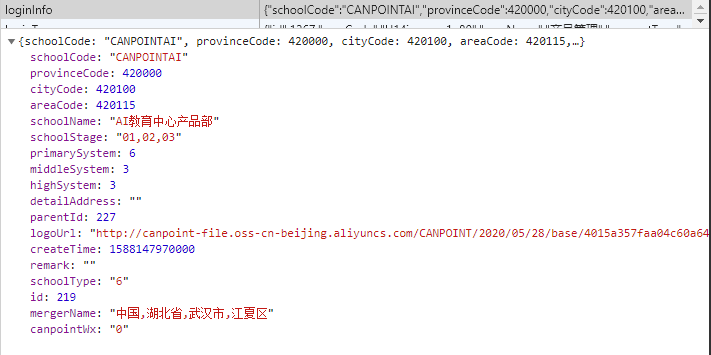 loginInfo {"schoolCode":"CANPOINTAI","provinceCode":420000,"cityCode":420100,"area...
{schoolCode: "CANPOINTAI", provinceCode: 420000, cityCode: 420100, areaCode: 420115,…}
schoolCode: "CANPOINTAI"
provinceCode: 420000
cityCode: 420100
areaCode: 420115
schoolName: "AI教育中心产品部"
schoolStage: "01,02,03"
primarySystem: 6
middleSystem: 3
highSystem: 3
detailAddress: ""
parentId: 227
logoUrl: "http://canpoint-file.oss-cn-beijing.aliyuncs.com/CANPOINT/2020/05/28/base/4015a357faa04c60a64
createTime: 1588147970000
remark: ""
schoolType: "6"
id: 219
mergerName: "中国,湖北省,武汉市,江夏区"
canpointWx: "0"